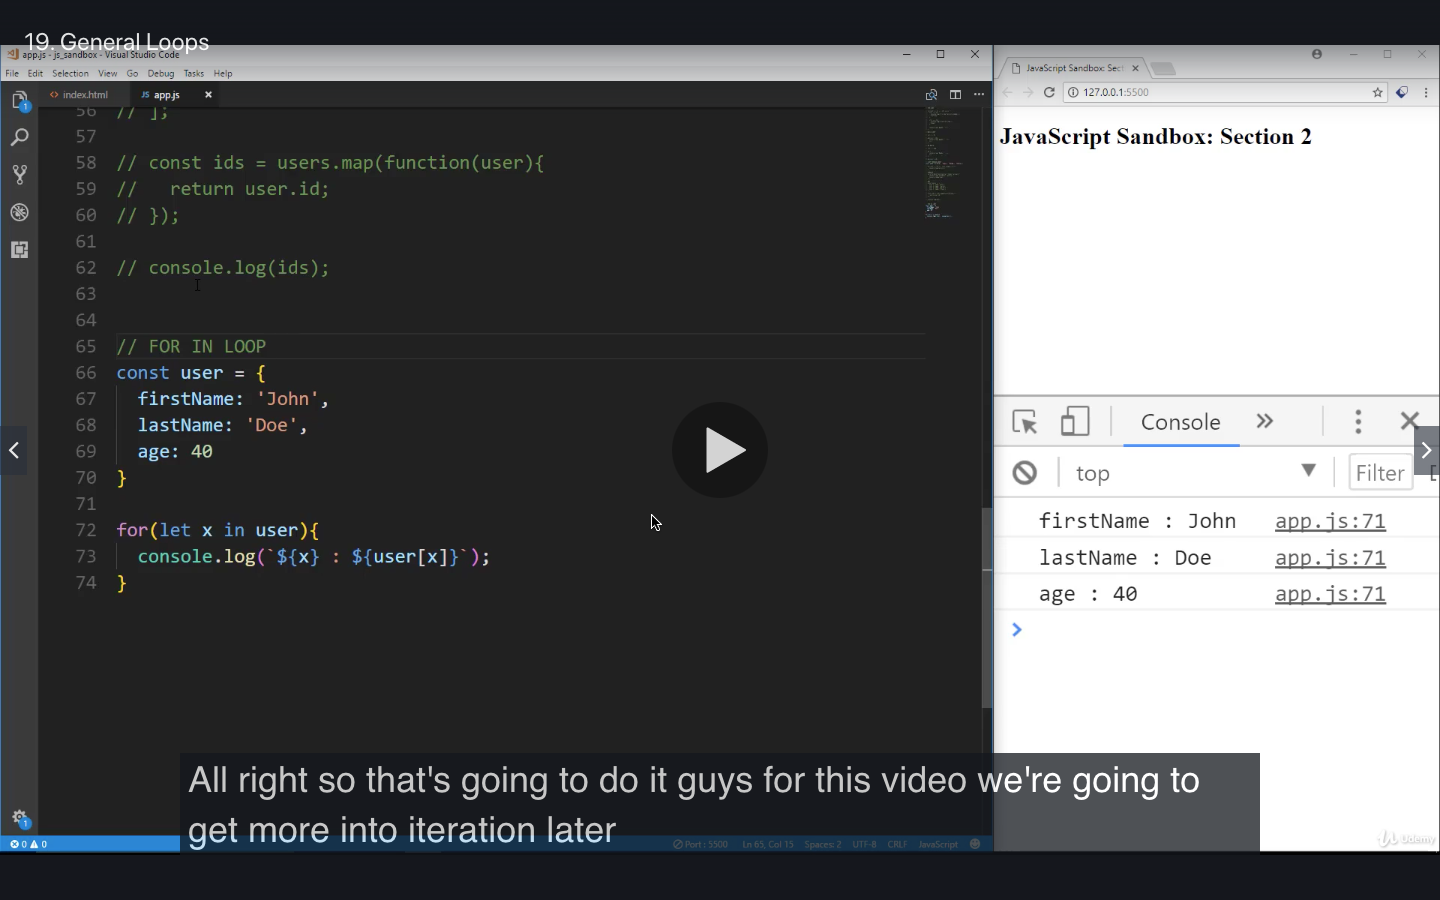 19. General Loops
app.js - js_sandbox - Visual Studio Code
File Edit Selection View Go Debug Tasks Help
index.html
JS app.js
56 // ];
57
58 // const ids = users.map(function(user){
59 //   return user.id;
60 // });
61
62 // console.log(ids);
63
64
65 // FOR IN LOOP
66 const user = {
67   firstName: 'John',
68   lastName: 'Doe',
69   age: 40
70 }
71
72 for(let x in user){
73   console.log(`${x} : ${user[x]}`);
74 }
1
1
0 0
Port : 5500 Ln 65, Col 15 Spaces: 2 UTF-8 CRLF JavaScript
JavaScript Sandbox: Sect
127.0.0.1:5500
JavaScript Sandbox: Section 2
Console
top
Filter
firstName : John app.js:71
lastName : Doe app.js:71
age : 40 app.js:71
All right so that's going to do it guys for this video we're going to
get more into iteration later
Udemy